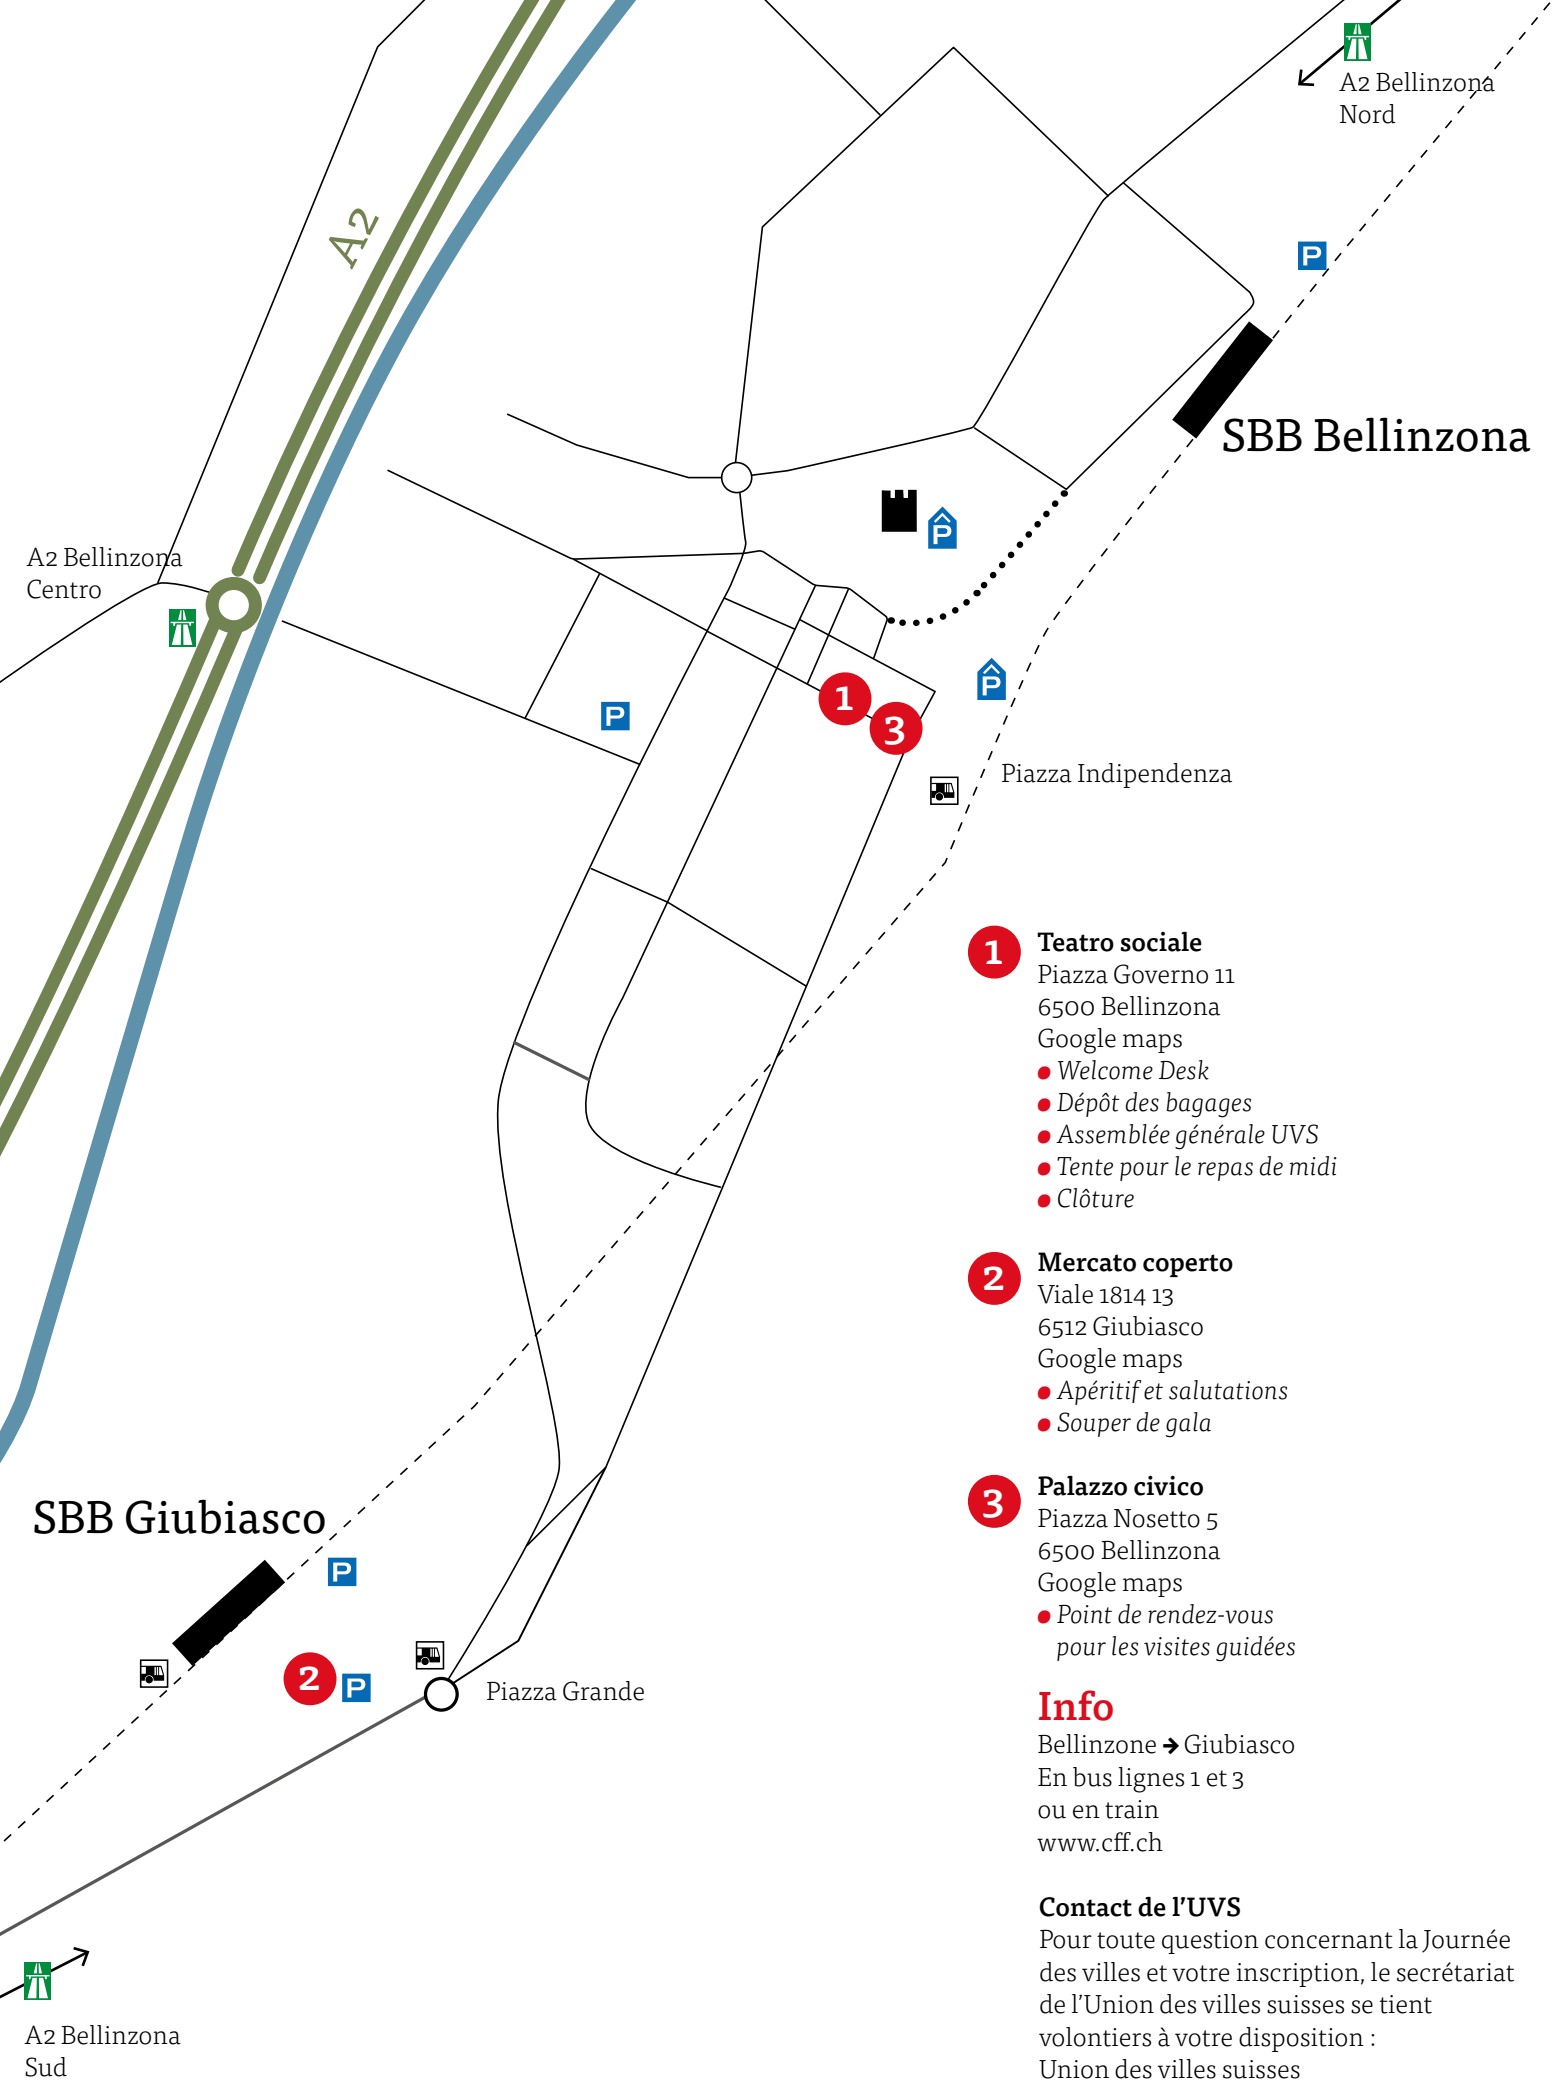 A2 Bellinzona
Nord
A2
P
SBB Bellinzona
P
A2 Bellinzona
Centro
P
P
1
3
Piazza Indipendenza
1
Teatro sociale
Piazza Governo 11
6500 Bellinzona
Google maps
• Welcome Desk
• Dépôt des bagages
• Assemblée générale UVS
• Tente pour le repas de midi
• Clôture
2
Mercato coperto
Viale 1814 13
6512 Giubiasco
Google maps
• Apéritif et salutations
• Souper de gala
3
Palazzo civico
Piazza Nosetto 5
6500 Bellinzona
Google maps
• Point de rendez-vous
pour les visites guidées
SBB Giubiasco
P
2
P
Piazza Grande
Info
Bellinzone → Giubiasco
En bus lignes 1 et 3
ou en train
www.cff.ch
Contact de l’UVS
Pour toute question concernant la Journée
des villes et votre inscription, le secrétariat
de l’Union des villes suisses se tient
volontiers à votre disposition :
Union des villes suisses
A2 Bellinzona
Sud